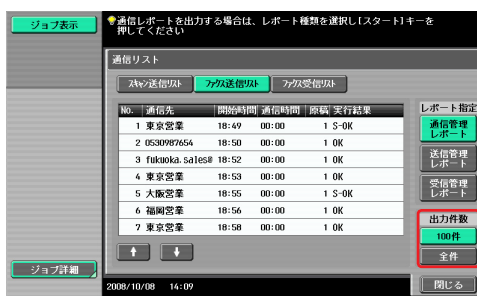 ジョブ表示
通信レポートを出力する場合は、レポート種類を選択し[スタート]キーを
押してください
通信リスト
スキャン送信リスト ファクス送信リスト ファクス受信リスト
No. 通信先 開始時間 通信時間 原稿 実行結果
1 東京営業 18:49 00:00 1 S-OK
2 0530987654 18:50 00:00 1 OK
3 fukuoka.sales@ 18:52 00:00 1 OK
4 東京営業 18:53 00:00 1 OK
5 大阪営業 18:55 00:00 1 S-OK
6 福岡営業 18:56 00:00 1 OK
7 東京営業 18:58 00:00 1 OK
レポート指定
通信管理
レポート
送信管理
レポート
受信管理
レポート
出力件数
100件
全件
ジョブ詳細
2008/10/08 14:09
閉じる